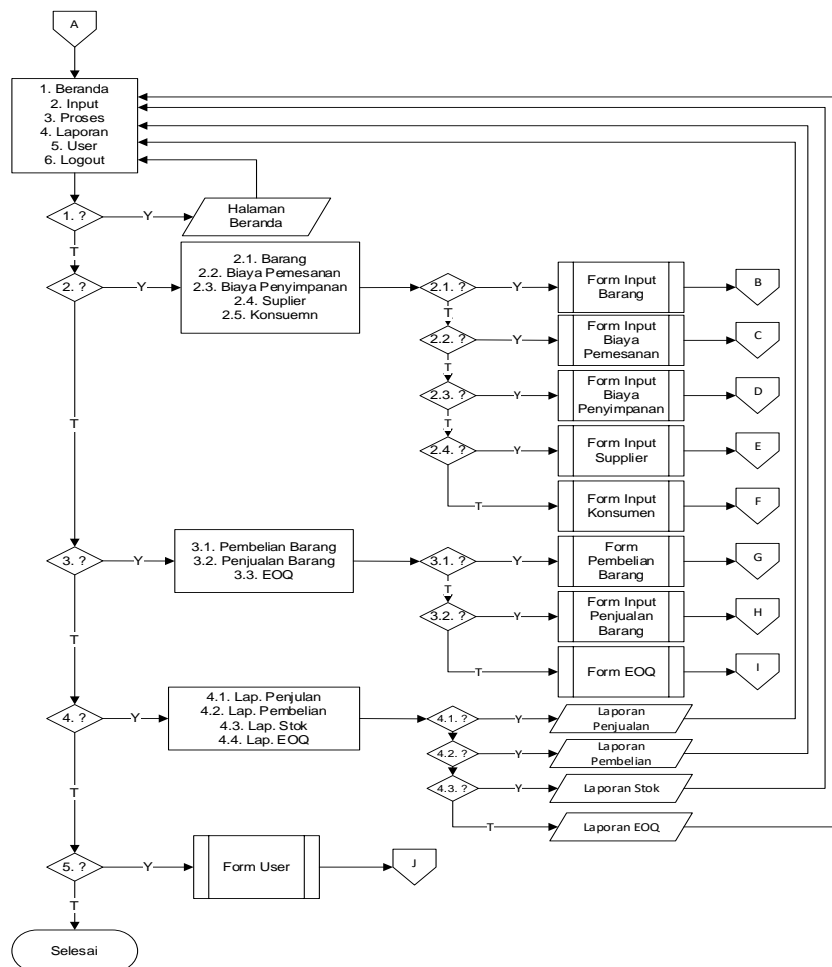 A
1. Beranda
2. Input
3. Proses
4. Laporan
5. User
6. Logout
1. ?
Y
Halaman
Beranda
T
2. ?
Y
2.1. Barang
2.2. Biaya Pemesanan
2.3. Biaya Penyimpanan
2.4. Suplier
2.5. Konsuemn
2.1. ?
Y
Form Input
Barang
B
T
2.2. ?
Y
Form Input
Biaya
Pemesanan
C
T
2.3. ?
Y
Form Input
Biaya
Penyimpanan
D
T
2.4. ?
Y
Form Input
Supplier
E
T
Form Input
Konsumen
F
T
3. ?
Y
3.1. Pembelian Barang
3.2. Penjualan Barang
3.3. EOQ
3.1. ?
Y
Form
Pembelian
Barang
G
T
3.2. ?
Y
Form Input
Penjualan
Barang
H
T
Form EOQ
I
T
4. ?
Y
4.1. Lap. Penjulan
4.2. Lap. Pembelian
4.3. Lap. Stok
4.4. Lap. EOQ
4.1. ?
Y
Laporan
Penjualan
4.2. ?
Y
Laporan
Pembelian
4.3. ?
Y
Laporan Stok
T
Laporan EOQ
T
5. ?
Y
Form User
J
T
Selesai